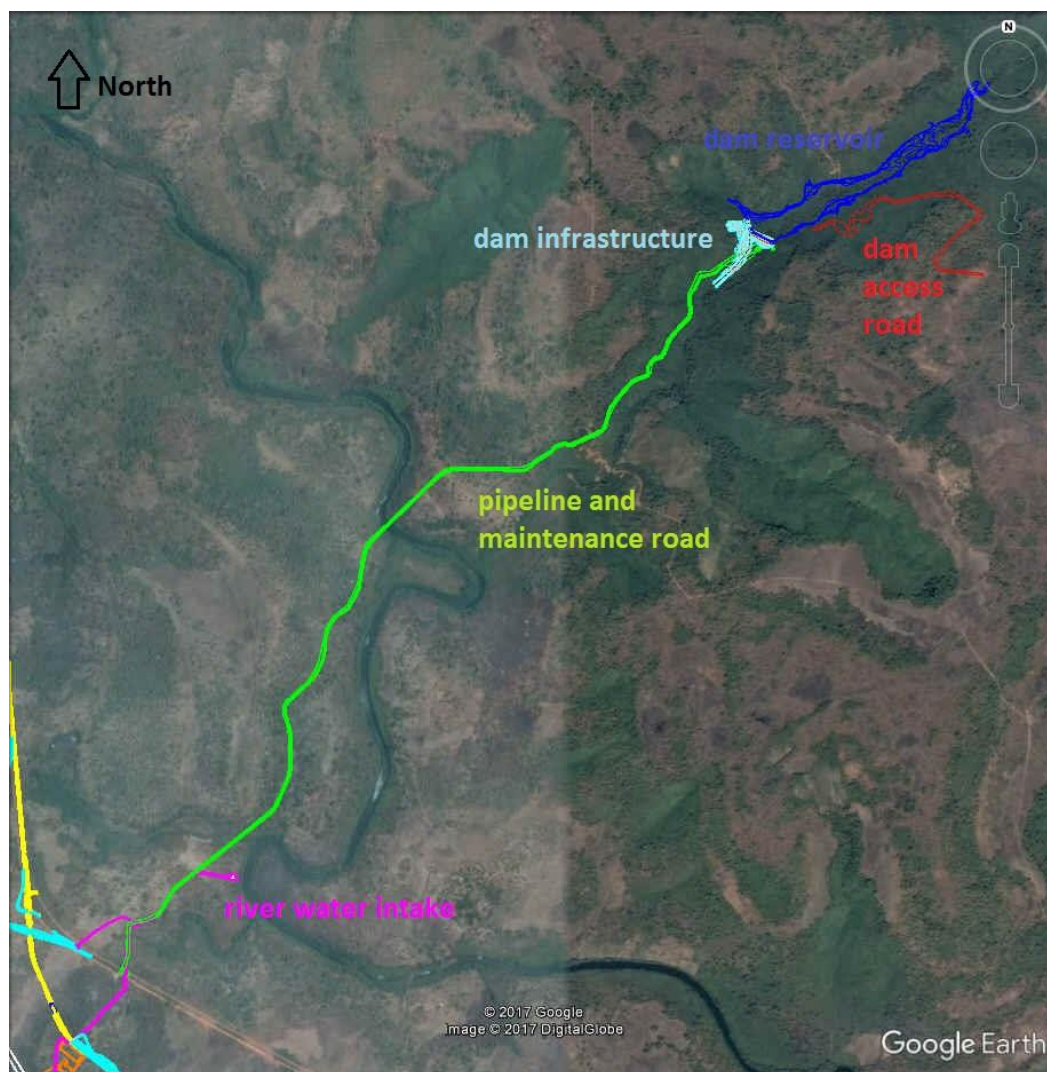 N
North
dam reservoir
dam infrastructure
dam
access
road
pipeline and
maintenance road
river water intake
© 2017 Google
Image © 2017 DigitalGlobe
Google Earth